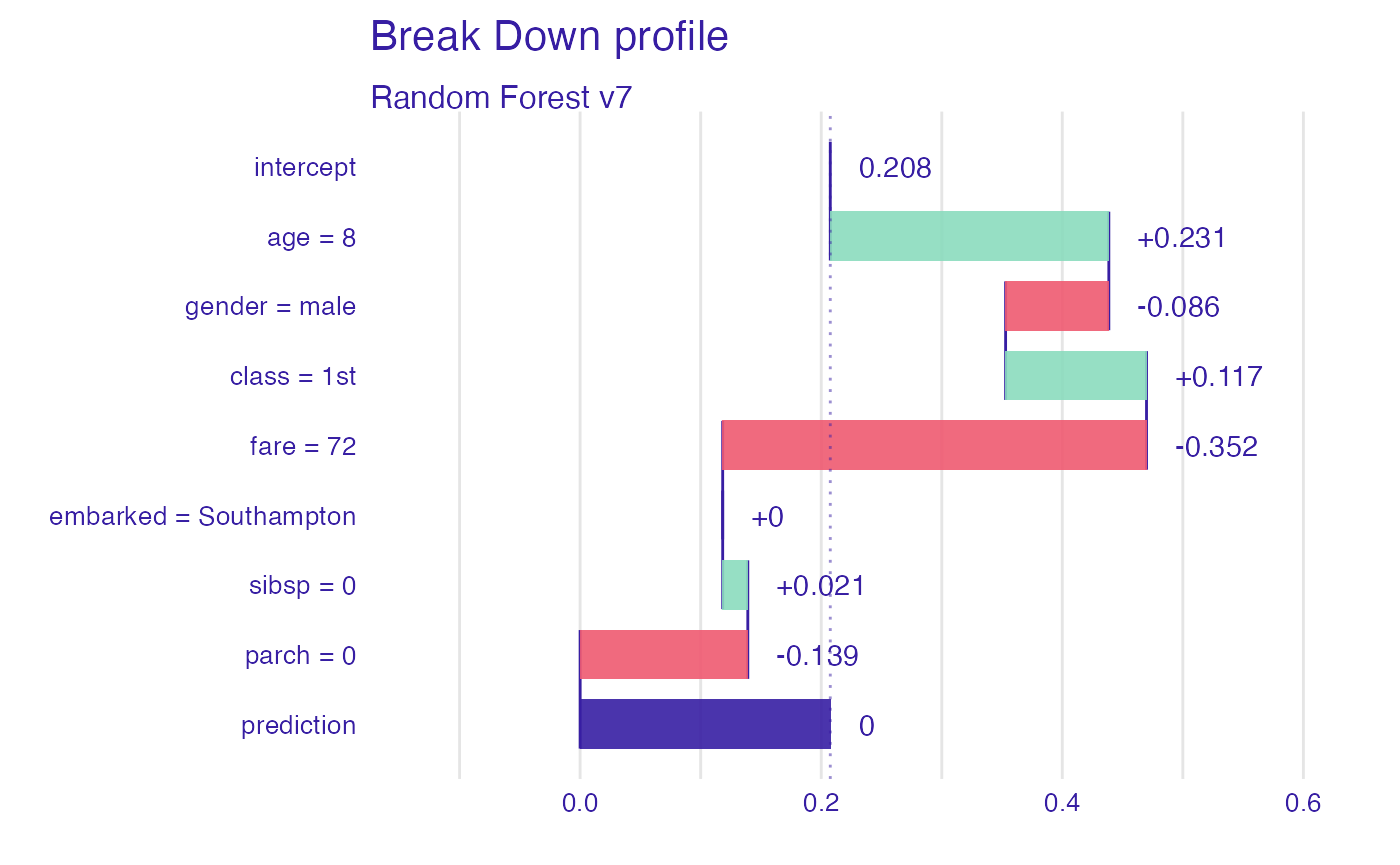 Break Down profile
Random Forest v7
intercept 0.208
age = 8 +0.231
gender = male -0.086
class = 1st +0.117
fare = 72 -0.352
embarked = Southampton +0
sibsp = 0 +0.021
parch = 0 -0.139
prediction 0
0.0 0.2 0.4 0.6